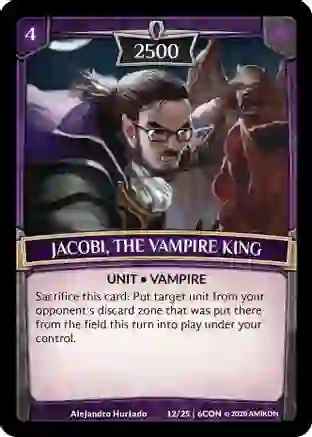 4
2500
JACOBI, THE VAMPIRE KING
UNIT • VAMPIRE
Sacrifice this card: Put target unit from your
opponent's discard zone that was put there
from the field this turn into play under your
control.
Alejandro Hurtado 12/25 | 6CON © 2020 AMIKON